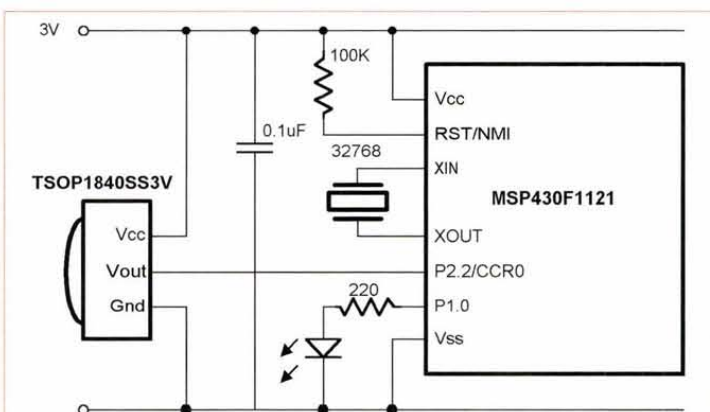 3V
100K
Vcc
0.1uF
RST/NMI
32768
XIN
TSOP1840SS3V
MSP430F1121
Vcc
XOUT
Vout
P2.2/CCR0
220
Gnd
P1.0
Vss